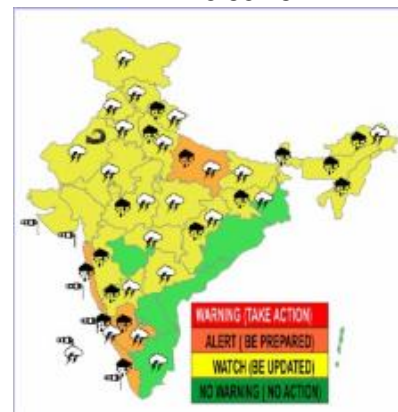 WARNING (TAKE ACTION)
ALERT ( BE PREPARED)
WATCH (BE UPDATED)
NO WARNING ( NO ACTION)